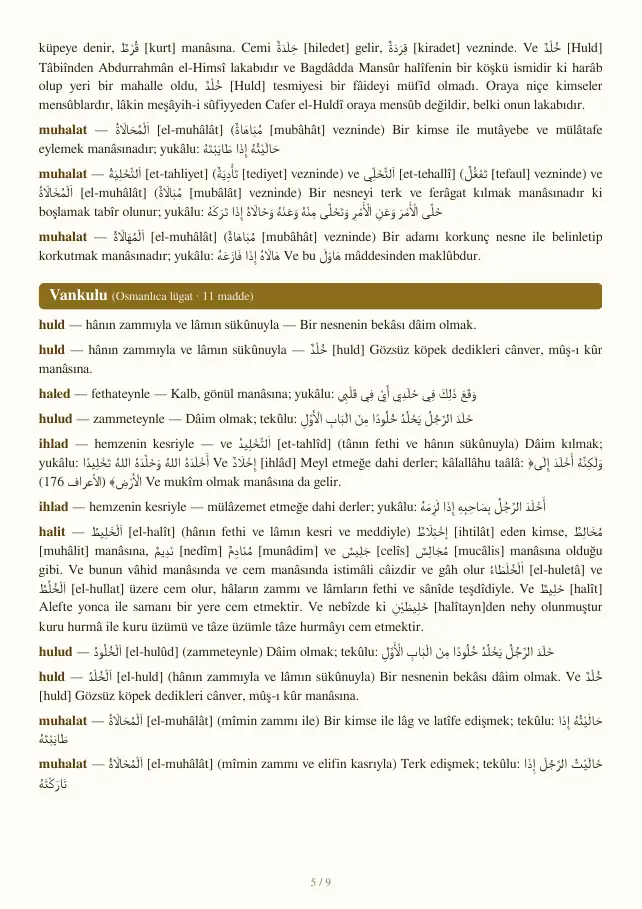 küpeye denir, قُرْطٌ [kurt] manâsına. Cemi خِلَدَةٌ [hiledet] gelir, قِرَدَةٌ [kiradet] vezninde. Ve خُلْدٌ [Huld]
Tâbiînden Abdurrahmân el-Himsî lakabıdır ve Bagdâdda Mansûr halîfenin bir köşkü ismidir ki harâb
olup yeri bir mahalle oldu, خُلْدٌ [Huld] tesmiyesi bir fâideyi müfîd olmadı. Oraya niçe kimseler
mensûblardır, lâkin meşâyih-i sûfiyyeden Cafer el-Huldî oraya mensûb değildir, belki onun lakabıdır.
muhalat — اَلْمُخَالَاةُ [el-muhâlât] (مُبَاهَاةٌ [mubâhât] vezninde) Bir kimse ile mutâyebe ve mülâtafe
eylemek manâsınadır; yukâlu: حَالَيْتُهُ إِذَا طَايَبْتَهُ
muhalat — اَلتَّخْلِيَةُ [et-tahliyet] (تَأْدِيَةٌ [tediyet] vezninde) ve اَلتَّخَلِّي [et-tehallî] (تَفَعُّلٌ [tefaul] vezninde) ve
اَلْمُخَالَاةُ [el-muhâlât] (مُبَالَاةٌ [mubâlât] vezninde) Bir nesneyi terk ve ferâgat kılmak manâsınadır ki
boşlamak tabîr olunur; yukâlu: خَلَّى الْأَمْرَ وَعَنِ الْأَمْرِ وَتَخَلَّى مِنْهُ وَعَنْهُ وَخَالَاهُ إِذَا تَرَكَهُ
muhalat — اَلْمُهَالَاةُ [el-muhâlât] (مُبَاهَاةٌ [mubâhât] vezninde) Bir adamı korkunç nesne ile belinletip
korkutmak manâsınadır; yukâlu: هَالَاهُ إِذَا فَازَعَهُ Ve bu هَاوَلَ mâddesinden maklûbdur.
Vankulu (Osmanlıca lügat · 11 madde)
huld — hânın zammıyla ve lâmın sükûnuyla — Bir nesnenin bekâsı dâim olmak.
huld — hânın zammıyla ve lâmın sükûnuyla — خُلْدٌ [huld] Gözsüz köpek dedikleri cânver, mûş-ı kûr
manâsına.
haled — fethateynle — Kalb, gönül manâsına; yukâlu: وَقَعَ ذَلِكَ فِي خَلَدِي أَيْ فِي قَلْبِي
hulud — zammeteynle — Dâim olmak; tekûlu: خَلَدَ الرَّجُلُ يَخْلُدُ خُلُودًا مِنَ الْبَابِ الْأَوَّلِ
ihlad — hemzenin kesriyle — ve اَلتَّخْلِيدُ [et-tahlîd] (tânın fethi ve hânın sükûnuyla) Dâim kılmak;
yukâlu: أَخْلَدَهُ اللهُ وَخَلَّدَهُ اللهُ تَخْلِيدًا Ve إِخْلَادٌ [ihlâd] Meyl etmeğe dahi derler; kâlallâhu taâlâ: ﴿وَلَكِنَّهُ أَخْلَدَ إِلَى
الْأَرْضِ﴾ (الأعراف 176) Ve mukîm olmak manâsına da gelir.
ihlad — hemzenin kesriyle — mülâzemet etmeğe dahi derler; yukâlu: أَخْلَدَ الرَّجُلُ بِصَاحِبِهِ إِذَا لَزِمَهُ
halit — اَلْخَلِيطُ [el-halît] (hânın fethi ve lâmın kesri ve meddiyle) إِخْتِلَاطٌ [ihtilât] eden kimse, مُخَالِطٌ
[muhâlit] manâsına, نَدِيمٌ [nedîm] مُنَادِمٌ [munâdim] ve جَلِيسٌ [celîs] مُجَالِسٌ [mucâlis] manâsına olduğu
gibi. Ve bunun vâhid manâsında ve cem manâsında istimâli câizdir ve gâh olur اَلْخُلَطَاءُ [el-huletâ] ve
اَلْخُلَّطُ [el-hullat] üzere cem olur, hâların zammı ve lâmların fethi ve sânîde teşdîdiyle. Ve خَلِيطٌ [halît]
Alefte yonca ile samanı bir yere cem etmektir. Ve nebîzde ki خَلِيطَيْنِ [halîtayn]den nehy olunmuştur
kuru hurmâ ile kuru üzümü ve tâze üzümle tâze hurmâyı cem etmektir.
hulud — اَلْخُلُودُ [el-hulûd] (zammeteynle) Dâim olmak; tekûlu: خَلَدَ الرَّجُلُ يَخْلُدُ خُلُودًا مِنَ الْبَابِ الْأَوَّلِ
huld — اَلْخُلْدُ [el-huld] (hânın zammıyla ve lâmın sükûnuyla) Bir nesnenin bekâsı dâim olmak. Ve خُلْدٌ
[huld] Gözsüz köpek dedikleri cânver, mûş-ı kûr manâsına.
muhalat — اَلْمُحَالَاةُ [el-muhâlât] (mîmin zammı ile) Bir kimse ile lâg ve latîfe edişmek; tekûlu: حَالَيْتُهُ إِذَا
طَايَبْتَهُ
muhalat — اَلْمُخَالَاةُ [el-muhâlât] (mîmin zammı ve elifin kasrıyla) Terk edişmek; tekûlu: خَالَيْتُ الرَّجُلَ إِذَا
تَارَكْتَهُ
5 / 9